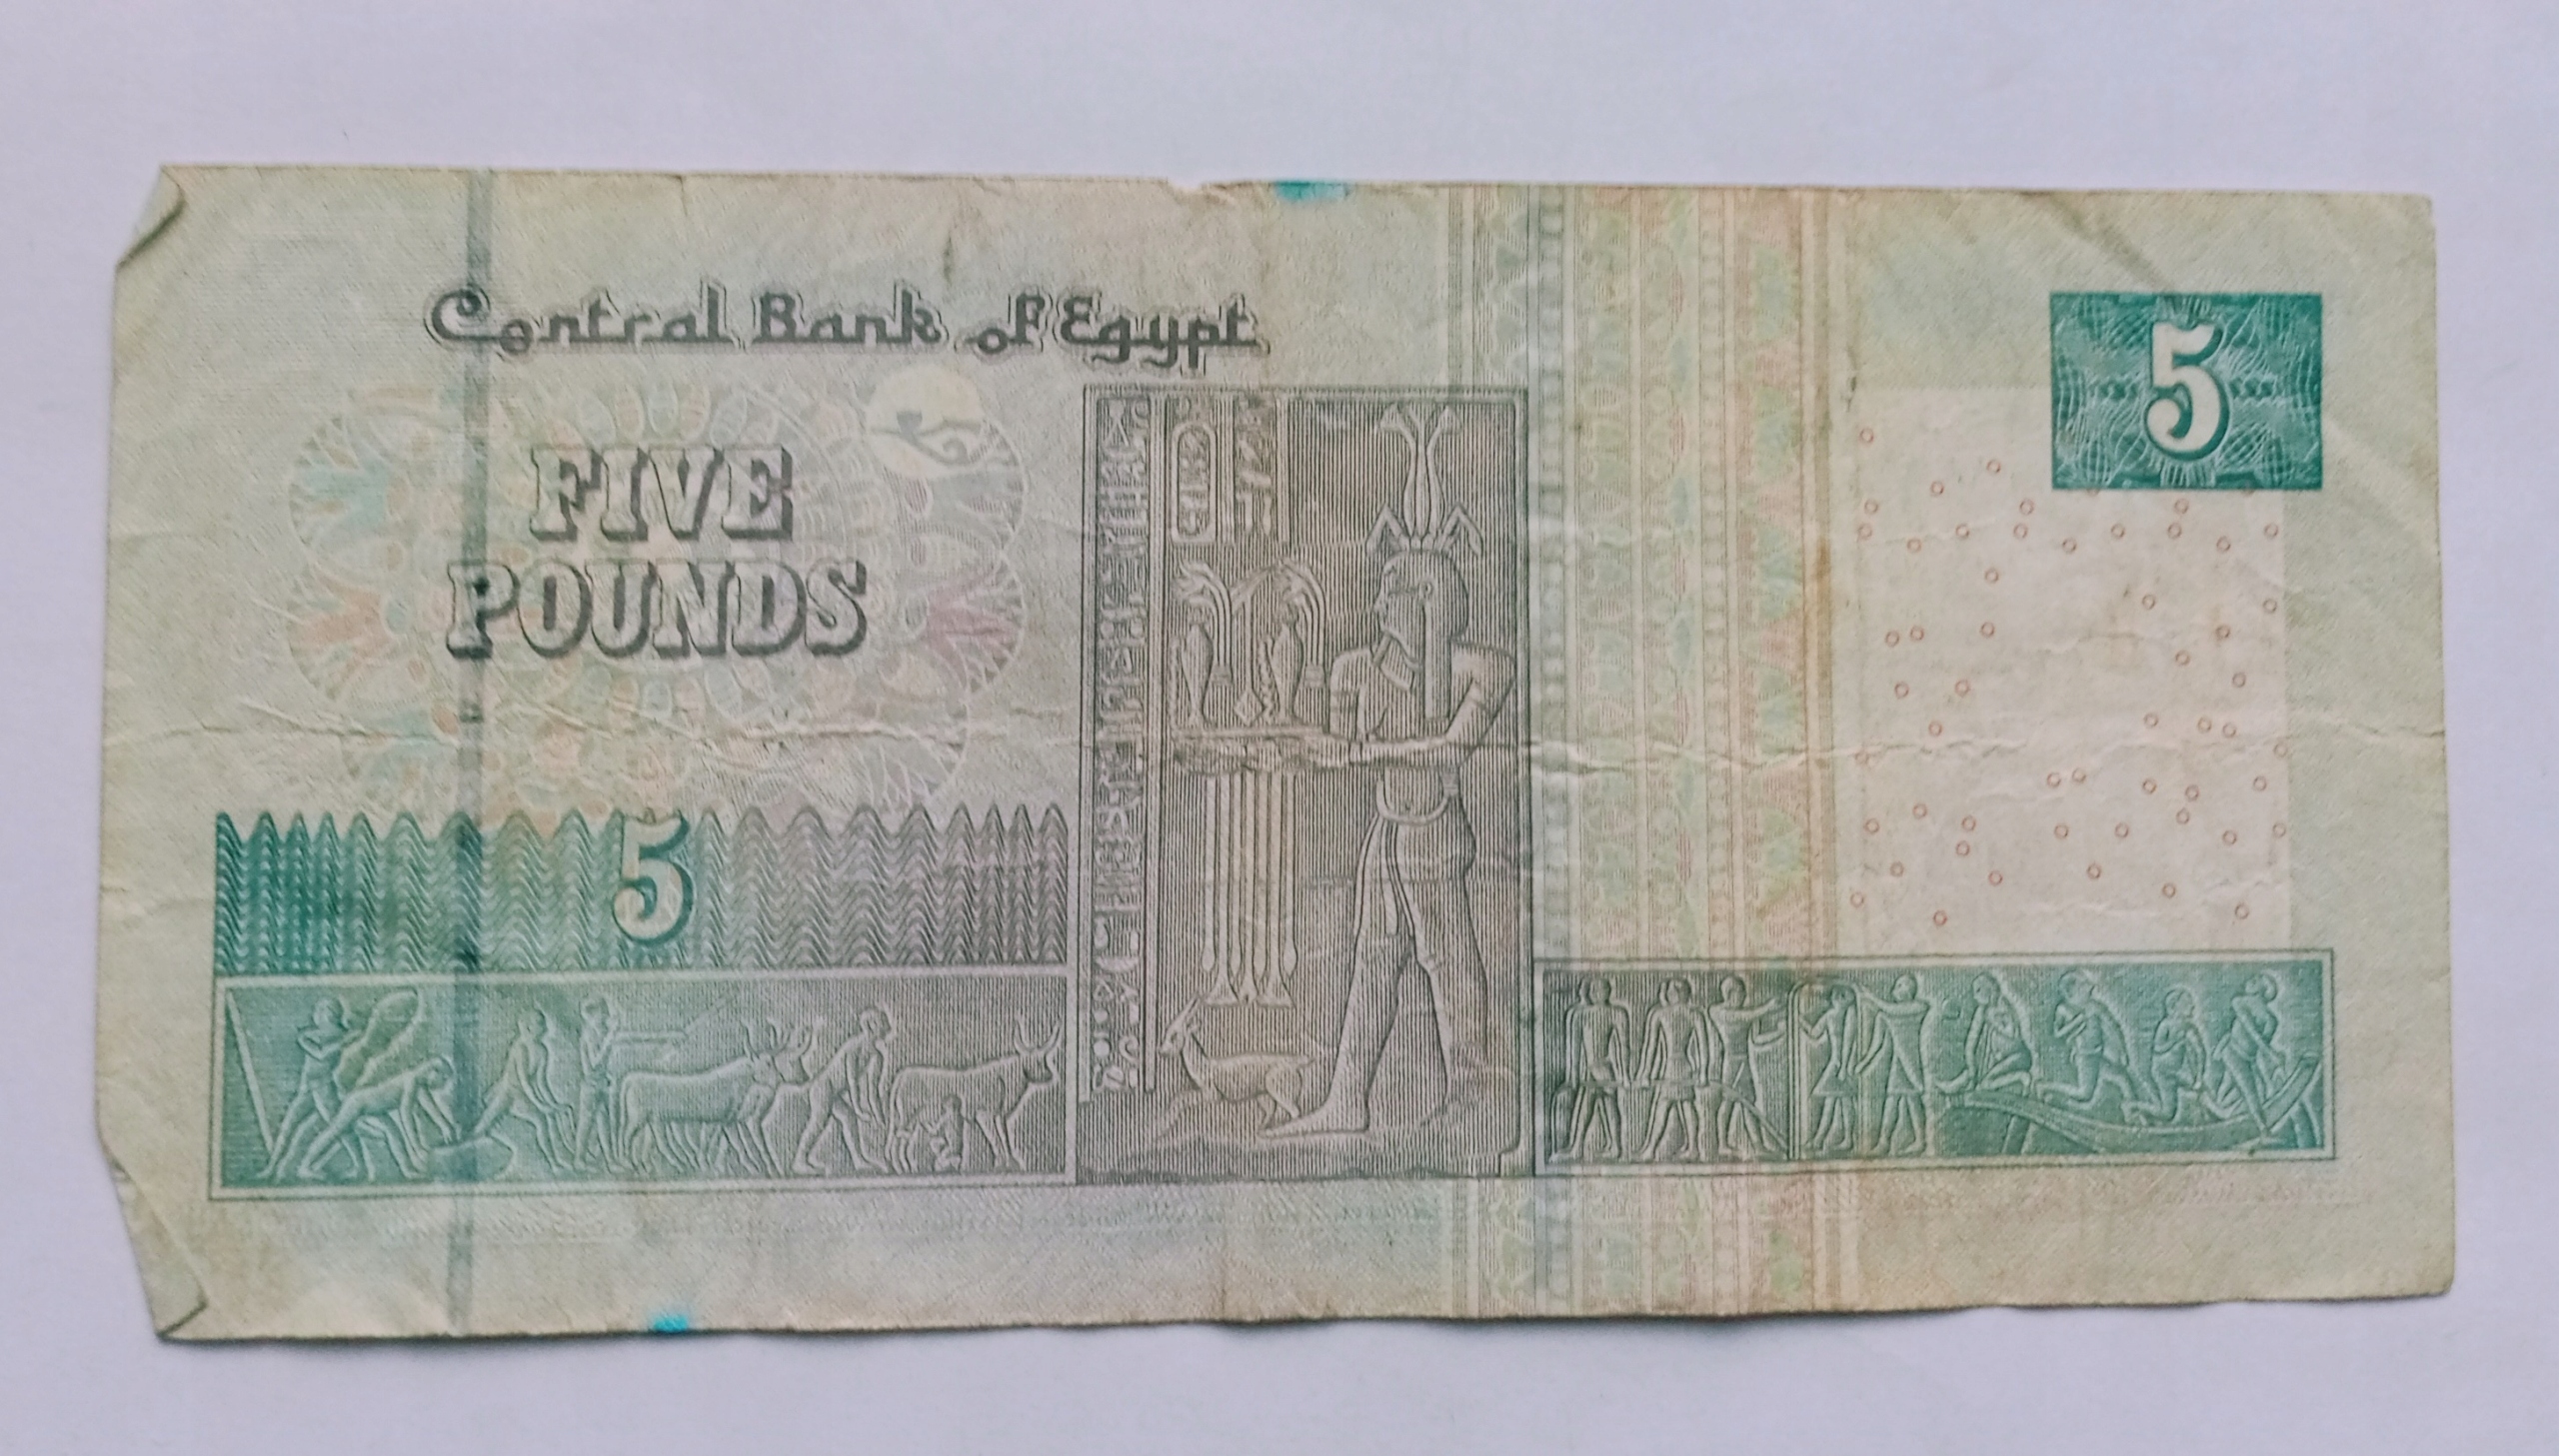 Central Bank of Egypt
5
FIVE
POUNDS
5